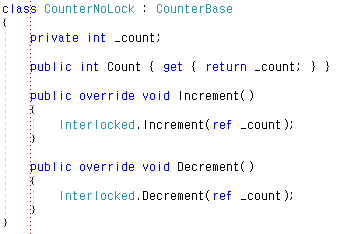 class CounterNoLock : CounterBase
{
    private int _count;
    public int Count { get { return _count; } }
    public override void Increment()
    {
        Interlocked.Increment(ref _count);
    }
    public override void Decrement()
    {
        Interlocked.Decrement(ref _count);
    }
}